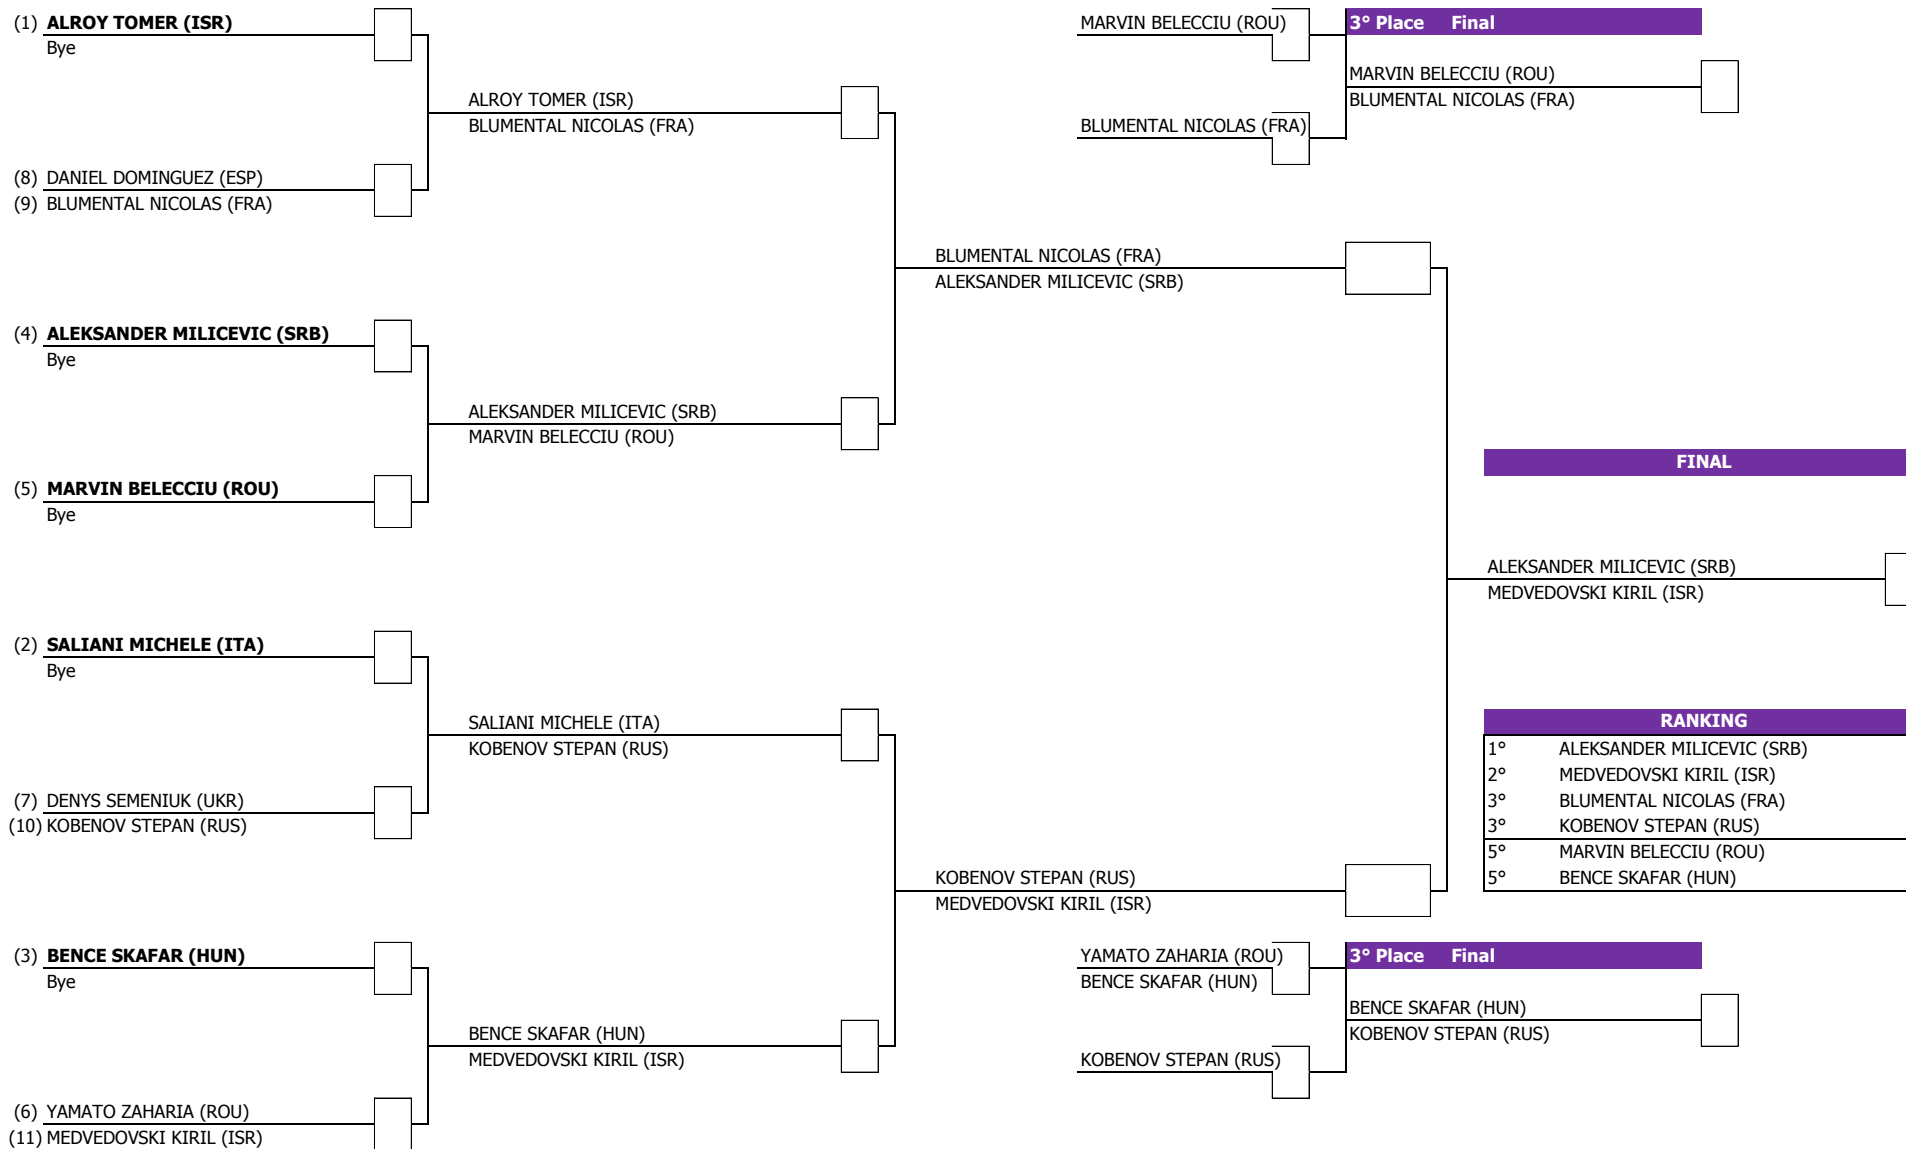 (1) ALROY TOMER (ISR)
Bye
(8) DANIEL DOMINGUEZ (ESP)
(9) BLUMENTAL NICOLAS (FRA)
(4) ALEKSANDER MILICEVIC (SRB)
Bye
(5) MARVIN BELECCIU (ROU)
Bye
(2) SALIANI MICHELE (ITA)
Bye
(7) DENYS SEMENIUK (UKR)
(10) KOBENOV STEPAN (RUS)
(3) BENCE SKAFAR (HUN)
Bye
(6) YAMATO ZAHARIA (ROU)
(11) MEDVEDOVSKI KIRIL (ISR)
ALROY TOMER (ISR)
BLUMENTAL NICOLAS (FRA)
ALEKSANDER MILICEVIC (SRB)
MARVIN BELECCIU (ROU)
SALIANI MICHELE (ITA)
KOBENOV STEPAN (RUS)
BENCE SKAFAR (HUN)
MEDVEDOVSKI KIRIL (ISR)
BLUMENTAL NICOLAS (FRA)
ALEKSANDER MILICEVIC (SRB)
KOBENOV STEPAN (RUS)
MEDVEDOVSKI KIRIL (ISR)
MARVIN BELECCIU (ROU)
BLUMENTAL NICOLAS (FRA)
3° Place Final
MARVIN BELECCIU (ROU)
BLUMENTAL NICOLAS (FRA)
FINAL
ALEKSANDER MILICEVIC (SRB)
MEDVEDOVSKI KIRIL (ISR)
RANKING
1° ALEKSANDER MILICEVIC (SRB)
2° MEDVEDOVSKI KIRIL (ISR)
3° BLUMENTAL NICOLAS (FRA)
3° KOBENOV STEPAN (RUS)
5° MARVIN BELECCIU (ROU)
5° BENCE SKAFAR (HUN)
YAMATO ZAHARIA (ROU)
BENCE SKAFAR (HUN)
KOBENOV STEPAN (RUS)
3° Place Final
BENCE SKAFAR (HUN)
KOBENOV STEPAN (RUS)